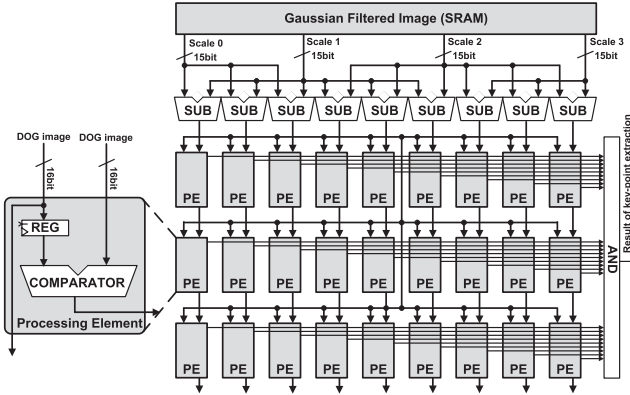 Gaussian Filtered Image (SRAM)
Scale 0
Scale 1
Scale 2
Scale 3
15bit
15bit
15bit
15bit
SUB SUB SUB SUB SUB SUB SUB SUB SUB
DOG image
DOG image
16bit
16bit
REG
COMPARATOR
Processing Element
PE PE PE PE PE PE PE PE PE
PE PE PE PE PE PE PE PE PE
PE PE PE PE PE PE PE PE PE
AND
Result of key-point extraction